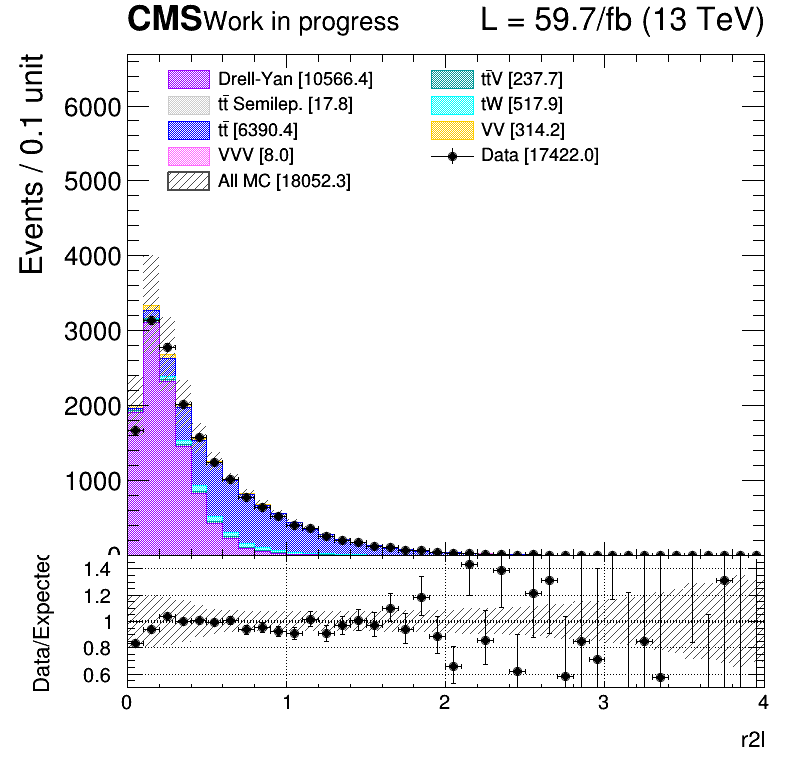 CMS Work in progress L = 59.7/fb (13 TeV)
Events / 0.1 unit
Drell-Yan [10566.4]
tt̄ Semilep. [17.8]
tt̄ [6390.4]
VVV [8.0]
All MC [18052.3]
tt̄V [237.7]
tW [517.9]
VV [314.2]
Data [17422.0]
6000
5000
4000
3000
2000
1000
0
Data/Expected
1.4
1.2
1
0.8
0.6
0 1 2 3 4
r2l